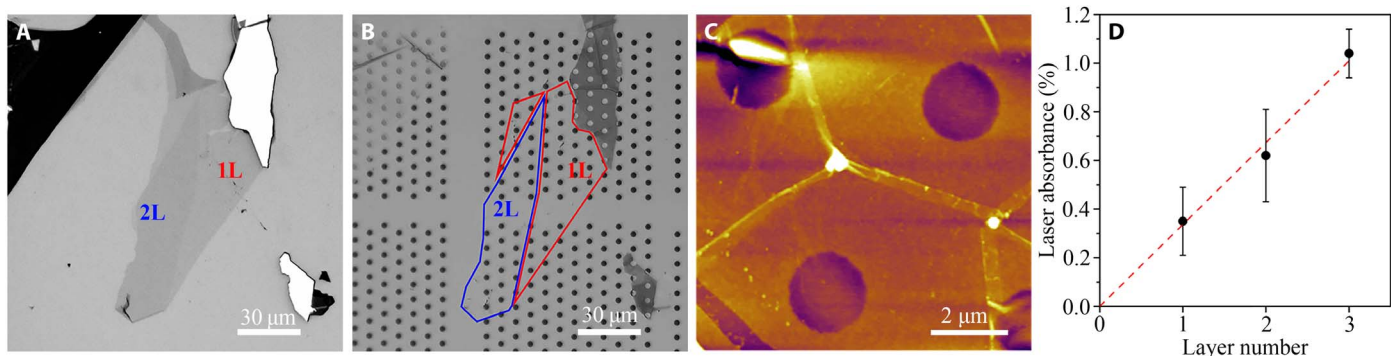 A
1L
2L
30 μm
B
1L
2L
30 μm
C
2 μm
D
Laser absorbance (%)
1.2
1.0
0.8
0.6
0.4
0.2
0.0
0
1
2
3
Layer number